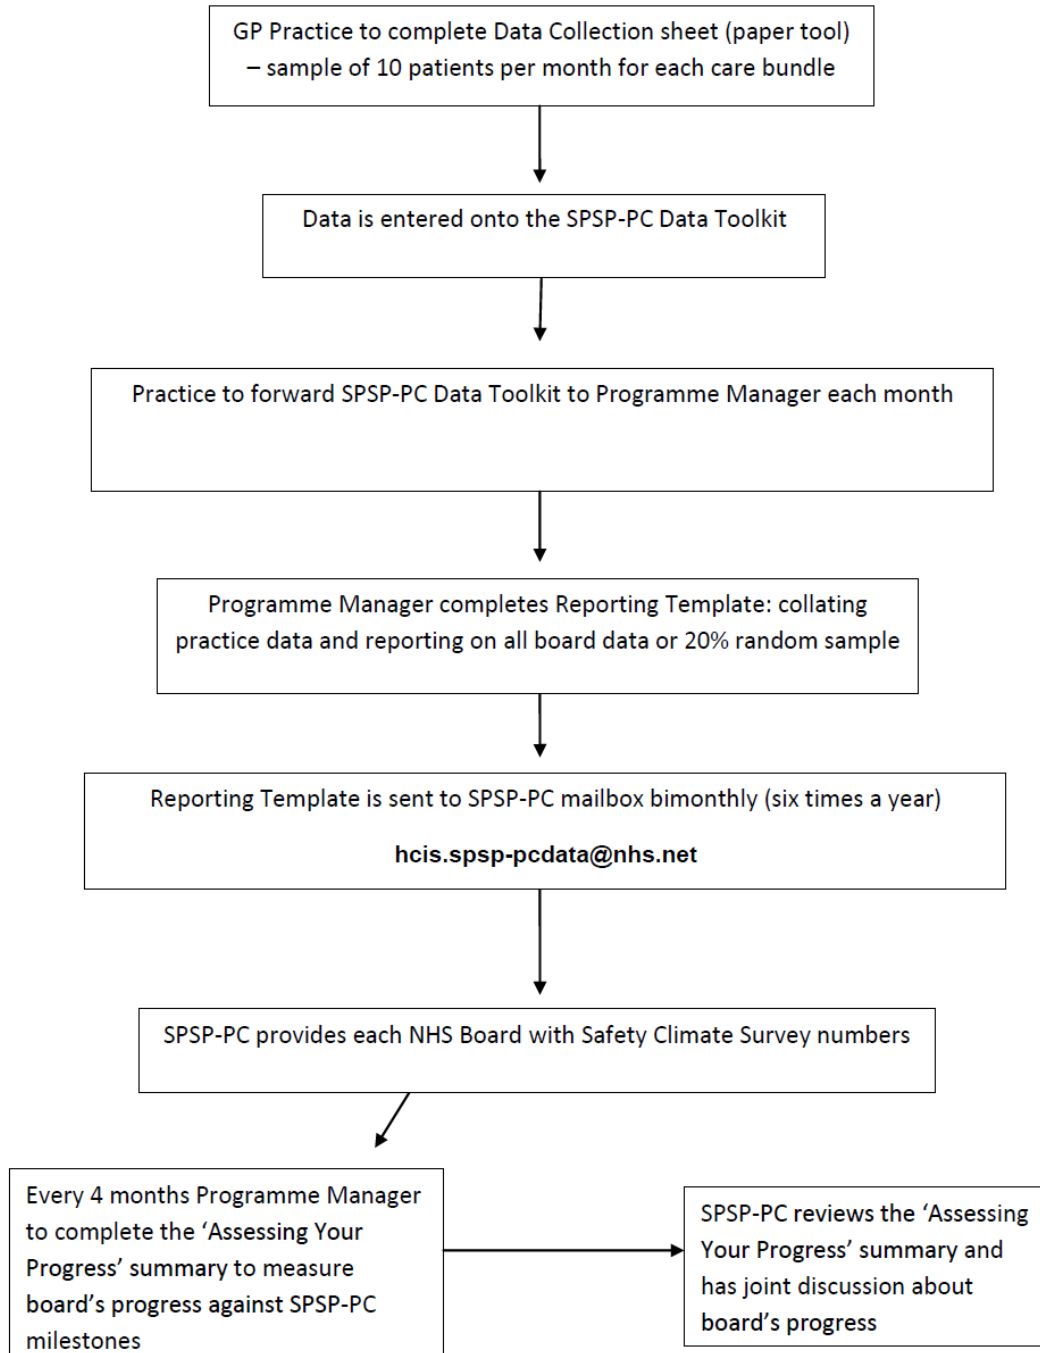 GP Practice to complete Data Collection sheet (paper tool)
– sample of 10 patients per month for each care bundle
Data is entered onto the SPSP-PC Data Toolkit
Practice to forward SPSP-PC Data Toolkit to Programme Manager each month
Programme Manager completes Reporting Template: collating
practice data and reporting on all board data or 20% random sample
Reporting Template is sent to SPSP-PC mailbox bimonthly (six times a year)
hcis.spsp-pcdata@nhs.net
SPSP-PC provides each NHS Board with Safety Climate Survey numbers
Every 4 months Programme Manager
to complete the ‘Assessing Your
Progress’ summary to measure
board’s progress against SPSP-PC
milestones
SPSP-PC reviews the ‘Assessing
Your Progress’ summary and
has joint discussion about
board’s progress